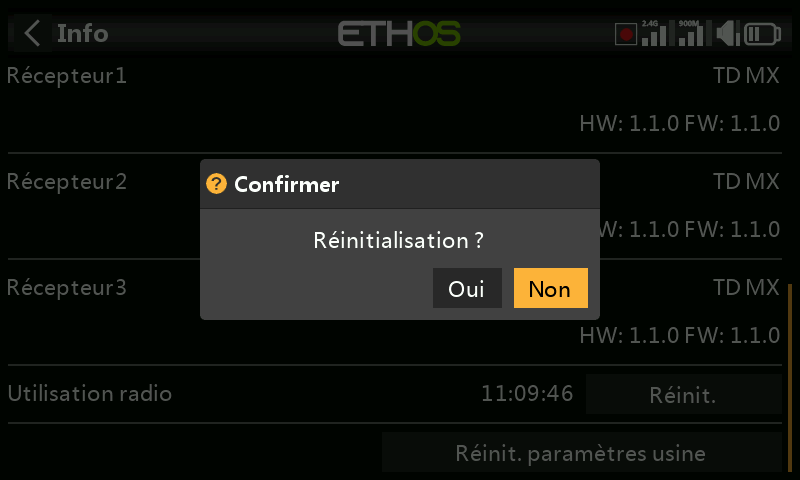 Info ETHOS 2.4G 900M
Récepteur1 TD MX
HW: 1.1.0 FW: 1.1.0
Récepteur2 TD MX
? Confirmer
Réinitialisation ?
W: 1.1.0 FW: 1.1.0
Oui Non
Récepteur3 TD MX
HW: 1.1.0 FW: 1.1.0
Utilisation radio 11:09:46 Réinit.
Réinit. paramètres usine